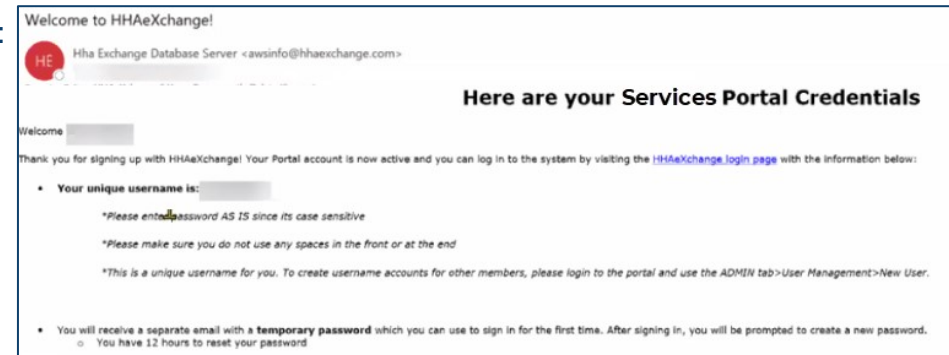 Welcome to HHAeXchange!
:
HE
Hha Exchange Database Server <awsinfo@hhaexchange.com>
Here are your Services Portal Credentials
Welcome
Thank you for signing up with HHAeXchange! Your Portal account is now active and you can log in to the system by visiting the HHAeXchange login page with the information below:
• Your unique username is:
*Please enter password AS IS since its case sensitive
*Please make sure you do not use any spaces in the front or at the end
*This is a unique username for you. To create username accounts for other members, please login to the portal and use the ADMIN tab>User Management>New User.
• You will receive a separate email with a temporary password which you can use to sign in for the first time. After signing in, you will be prompted to create a new password.
o You have 12 hours to reset your password